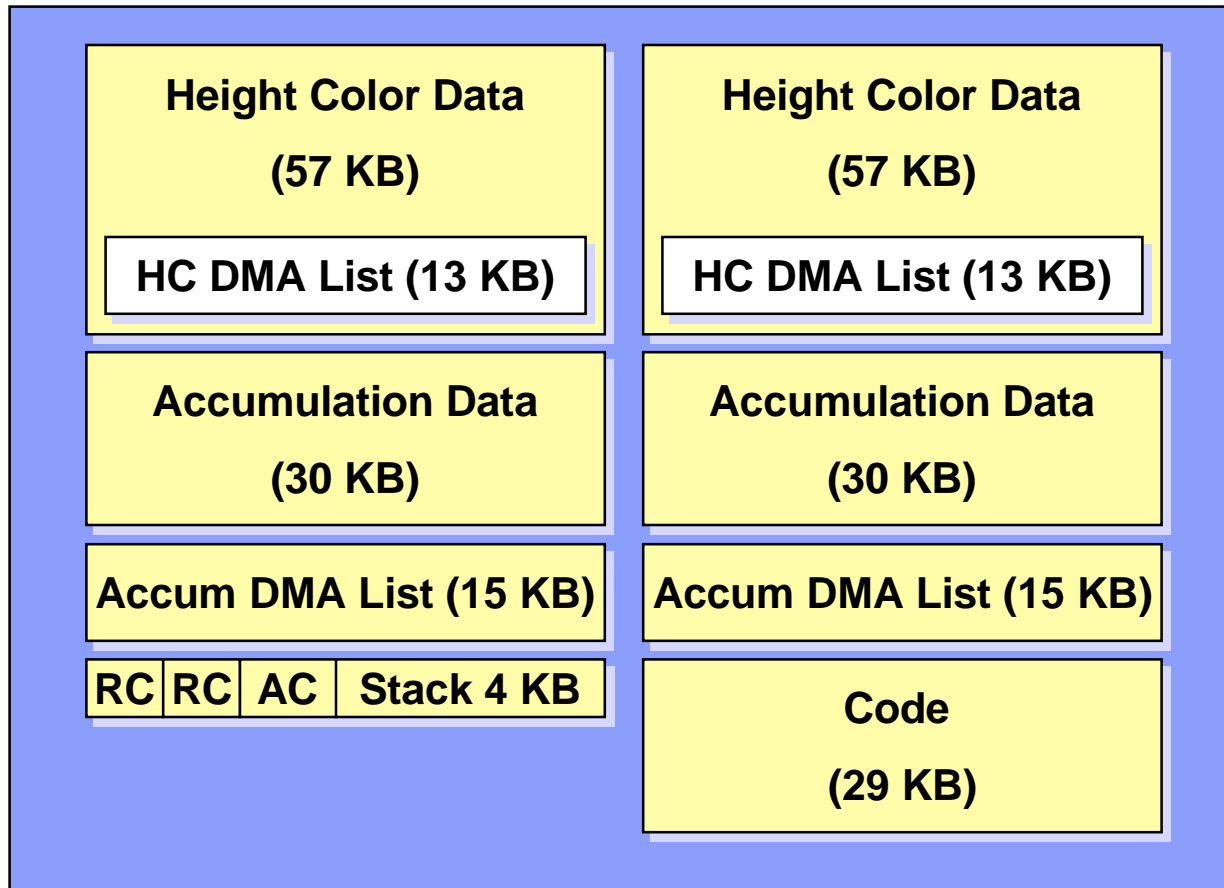 Height Color Data
(57 KB)
HC DMA List (13 KB)
Accumulation Data
(30 KB)
Accum DMA List (15 KB)
RC RC AC Stack 4 KB
Height Color Data
(57 KB)
HC DMA List (13 KB)
Accumulation Data
(30 KB)
Accum DMA List (15 KB)
Code
(29 KB)